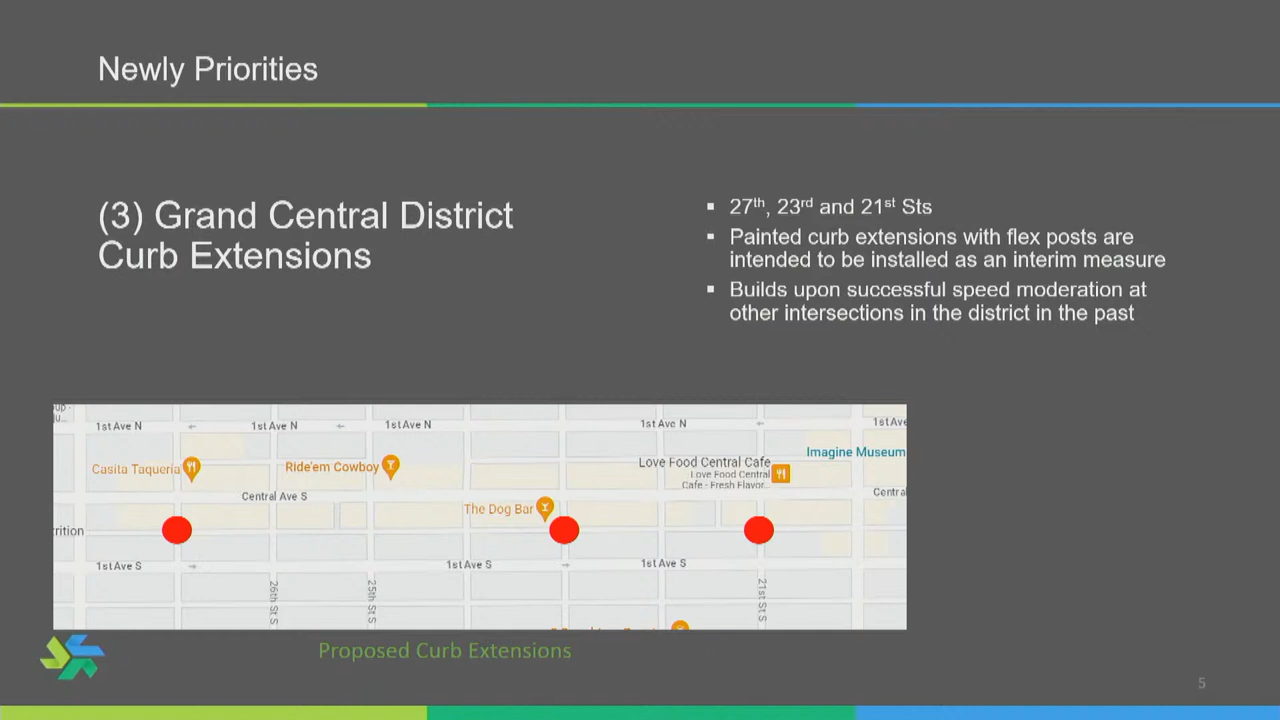 Newly Priorities
(3) Grand Central District
Curb Extensions
▪ 27th, 23rd and 21st Sts
▪ Painted curb extensions with flex posts are
intended to be installed as an interim measure
▪ Builds upon successful speed moderation at
other intersections in the district in the past
1st Ave N
1st Ave N
1st Ave N
1st Ave N
1st Ave
Casita Taqueria
Ride'em Cowboy
Love Food Central Cafe
Love Food Central
Cafe - Fresh Flavor...
Imagine Museum
Central Ave S
Centra
The Dog Bar
rition
1st Ave S
1st Ave S
1st Ave S
26th St S
25th St S
21st St S
Proposed Curb Extensions
5